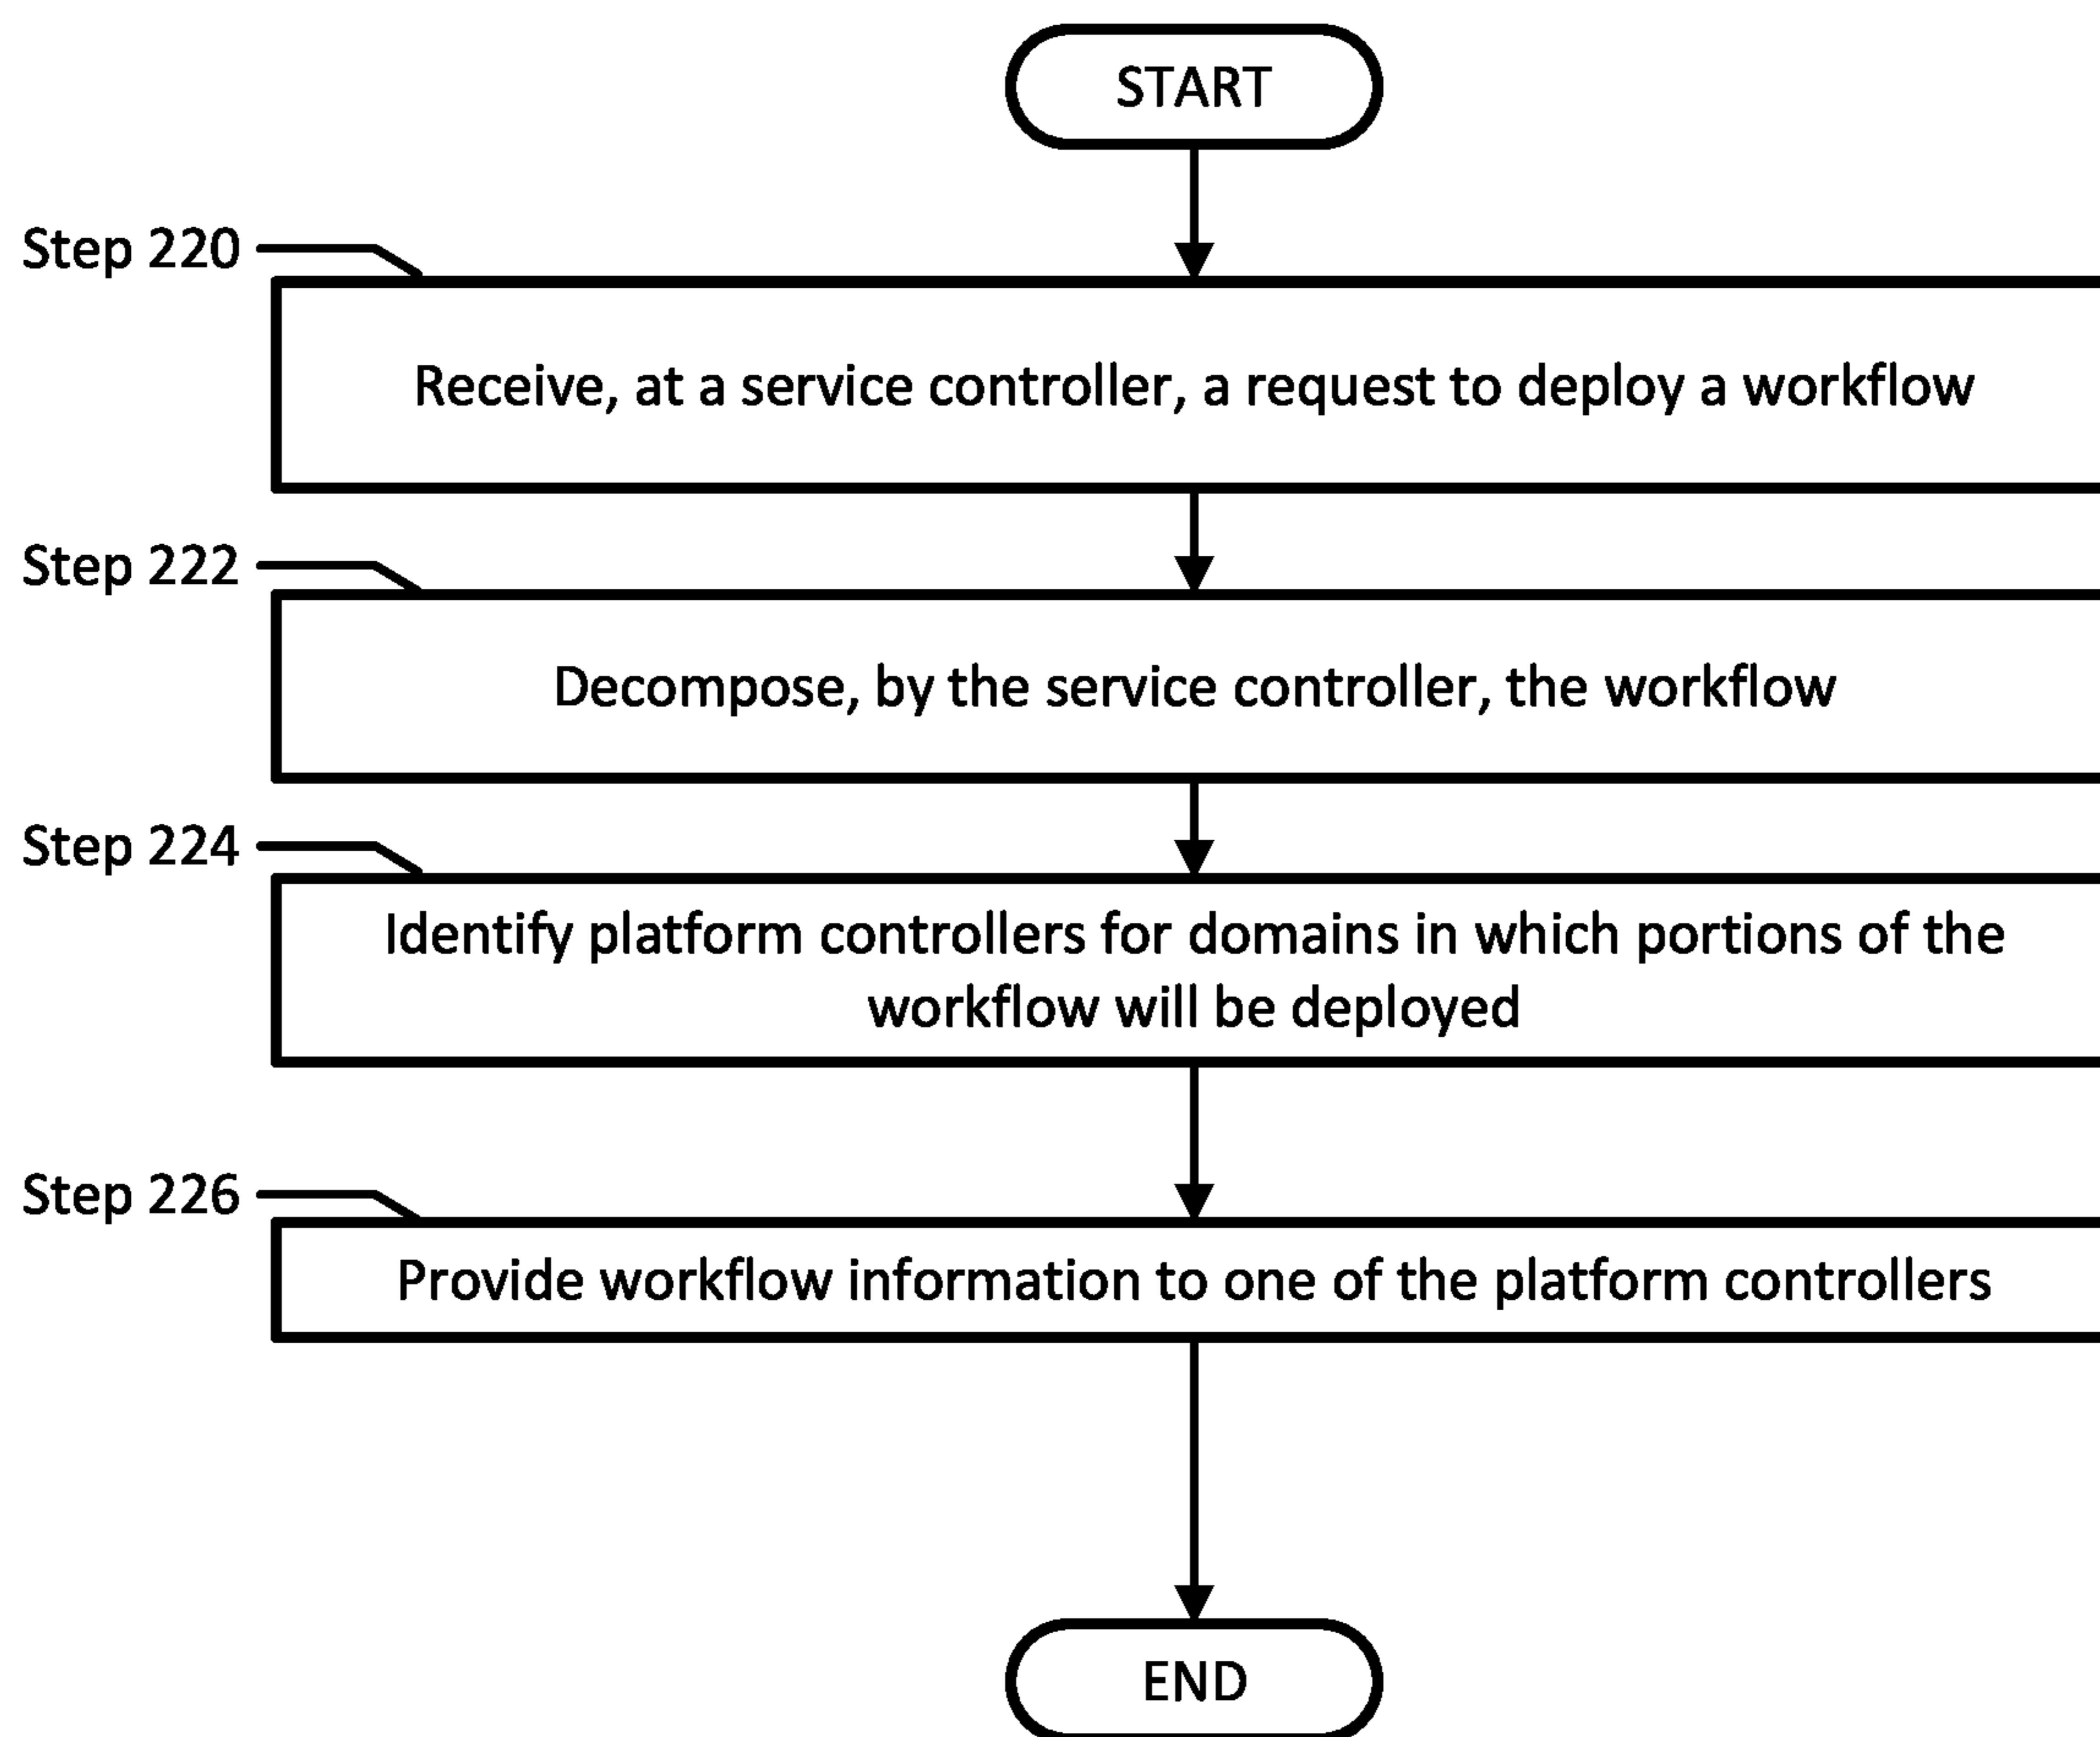 START
Step 220
Receive, at a service controller, a request to deploy a workflow
Step 222
Decompose, by the service controller, the workflow
Step 224
Identify platform controllers for domains in which portions of the
workflow will be deployed
Step 226
Provide workflow information to one of the platform controllers
END